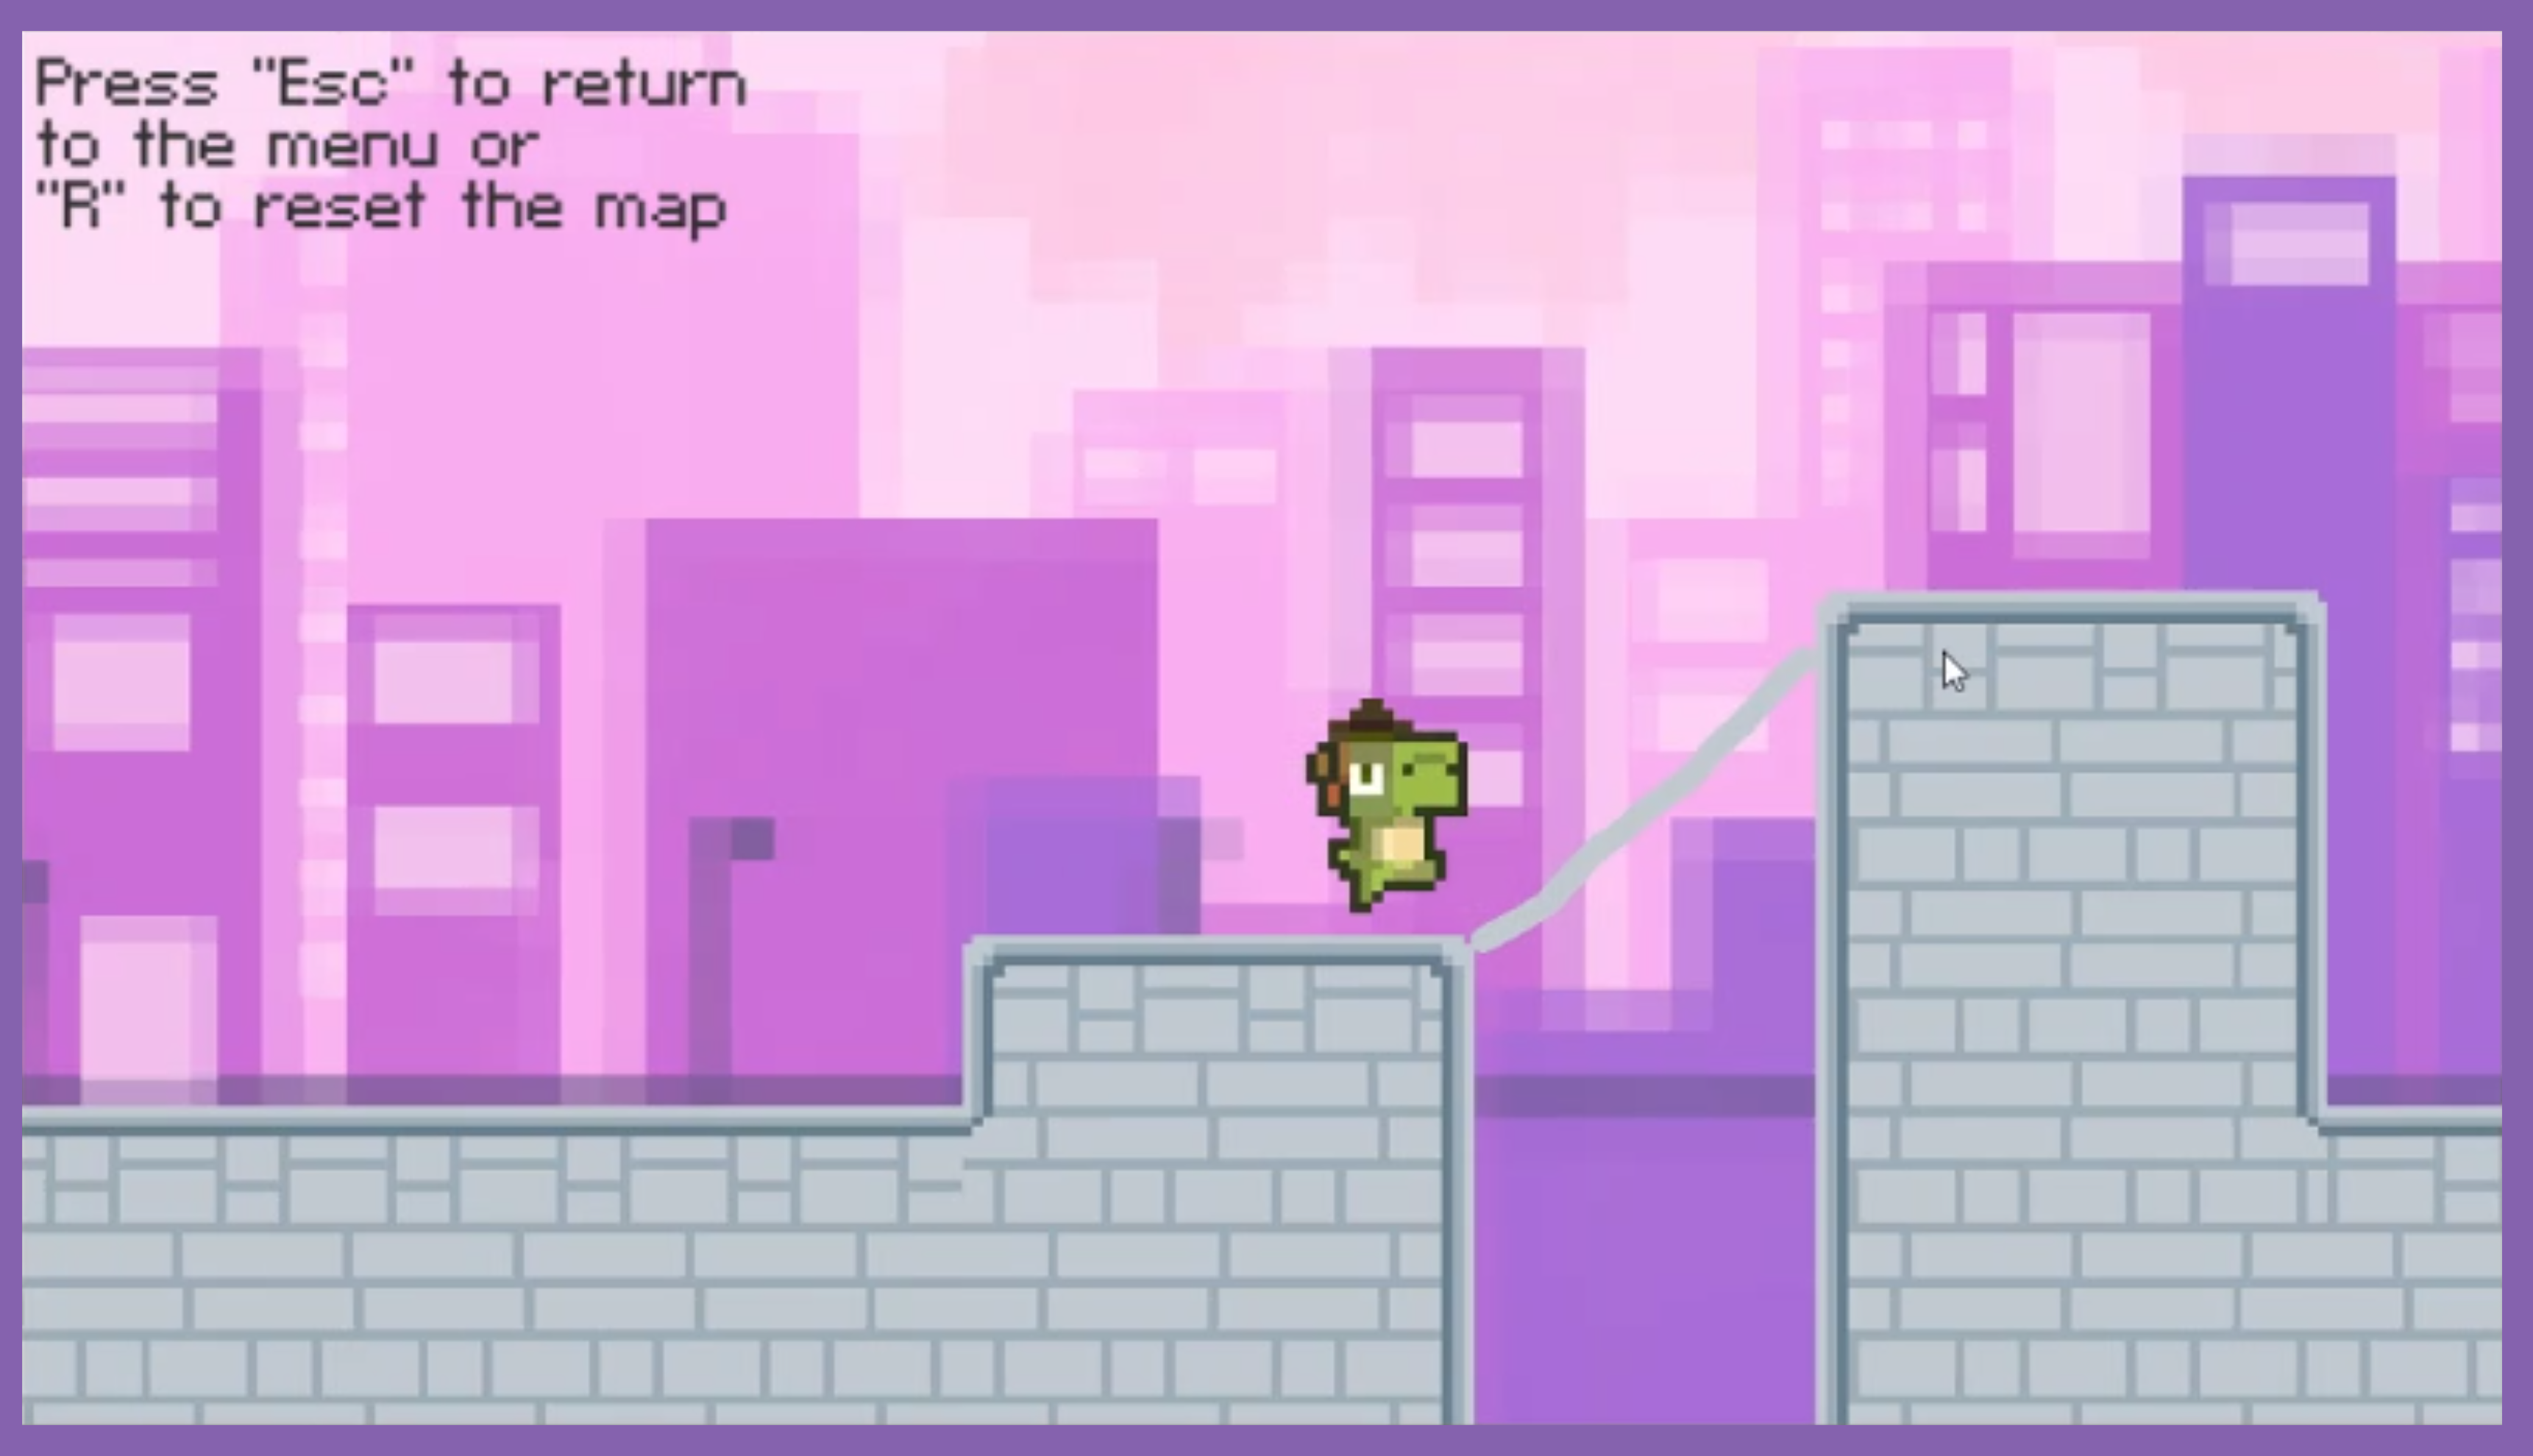 Press "Esc" to return
to the menu or
"R" to reset the map